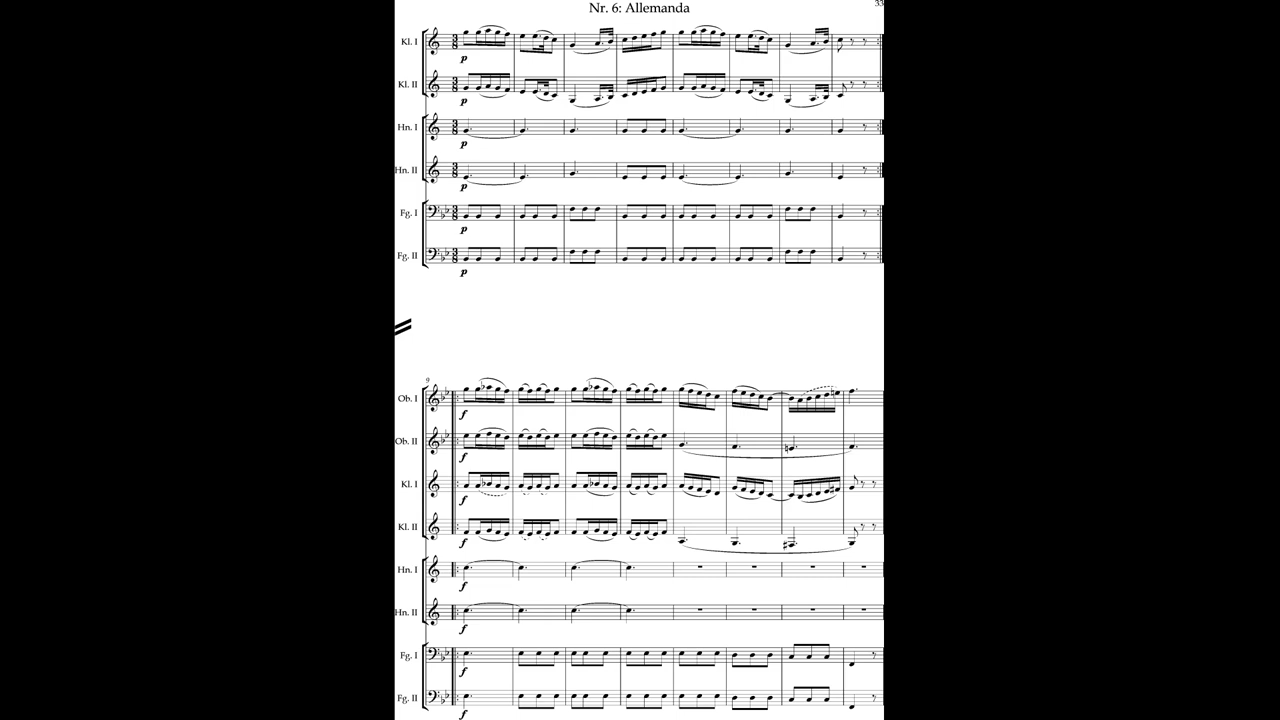 Nr. 6: Allemanda
33
Kl. I
p
Kl. II
p
Hn. I
p
Hn. II
p
Fg. I
p
Fg. II
p
9
Ob. I
f
Ob. II
f
Kl. I
f
Kl. II
f
Hn. I
f
Hn. II
f
Fg. I
f
Fg. II
f